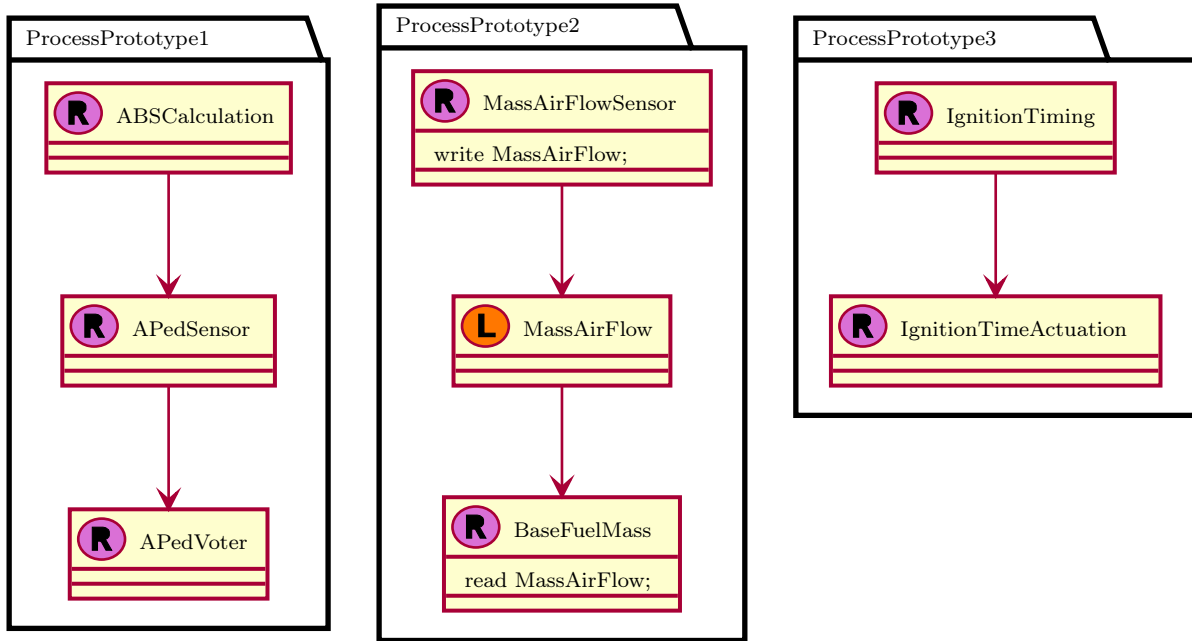 ProcessPrototype1
R ABSCalculation
R APedSensor
R APedVoter
ProcessPrototype2
R MassAirFlowSensor
write MassAirFlow;
L MassAirFlow
R BaseFuelMass
read MassAirFlow;
ProcessPrototype3
R IgnitionTiming
R IgnitionTimeActuation